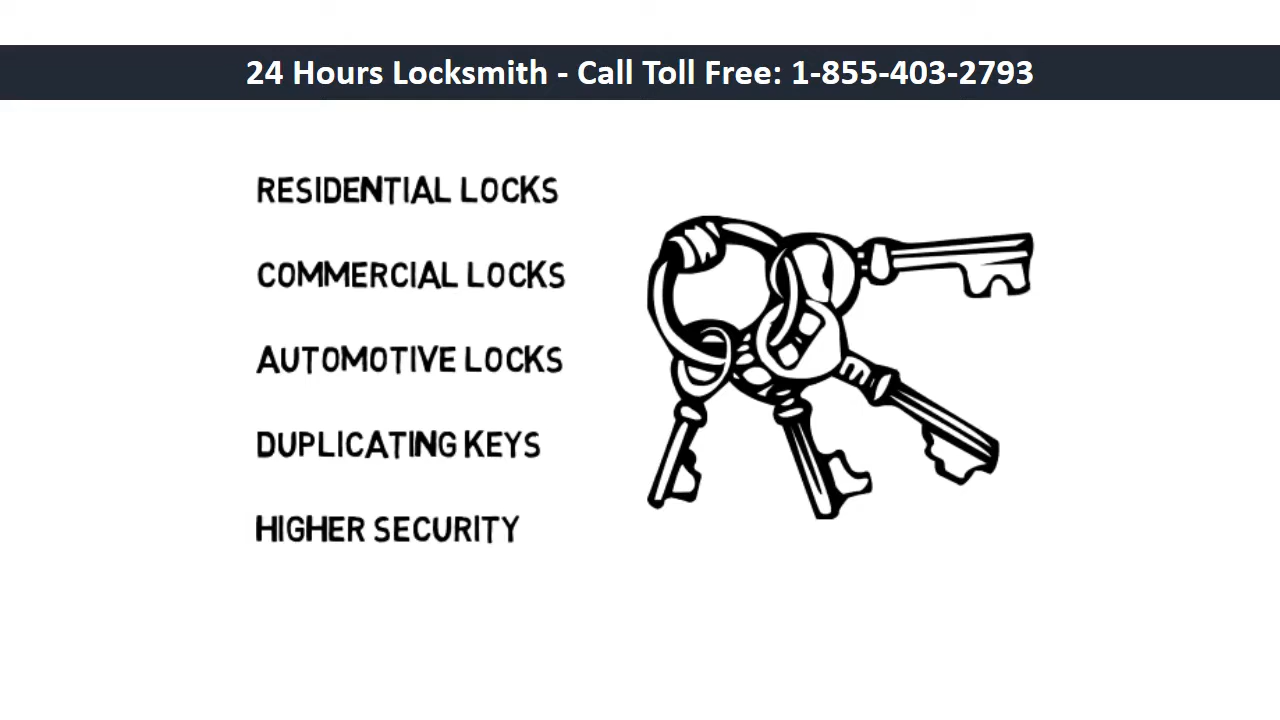 24 Hours Locksmith - Call Toll Free: 1-855-403-2793
RESIDENTIAL LOCKS
COMMERCIAL LOCKS
AUTOMOTIVE LOCKS
DUPLICATING KEYS
HIGHER SECURITY